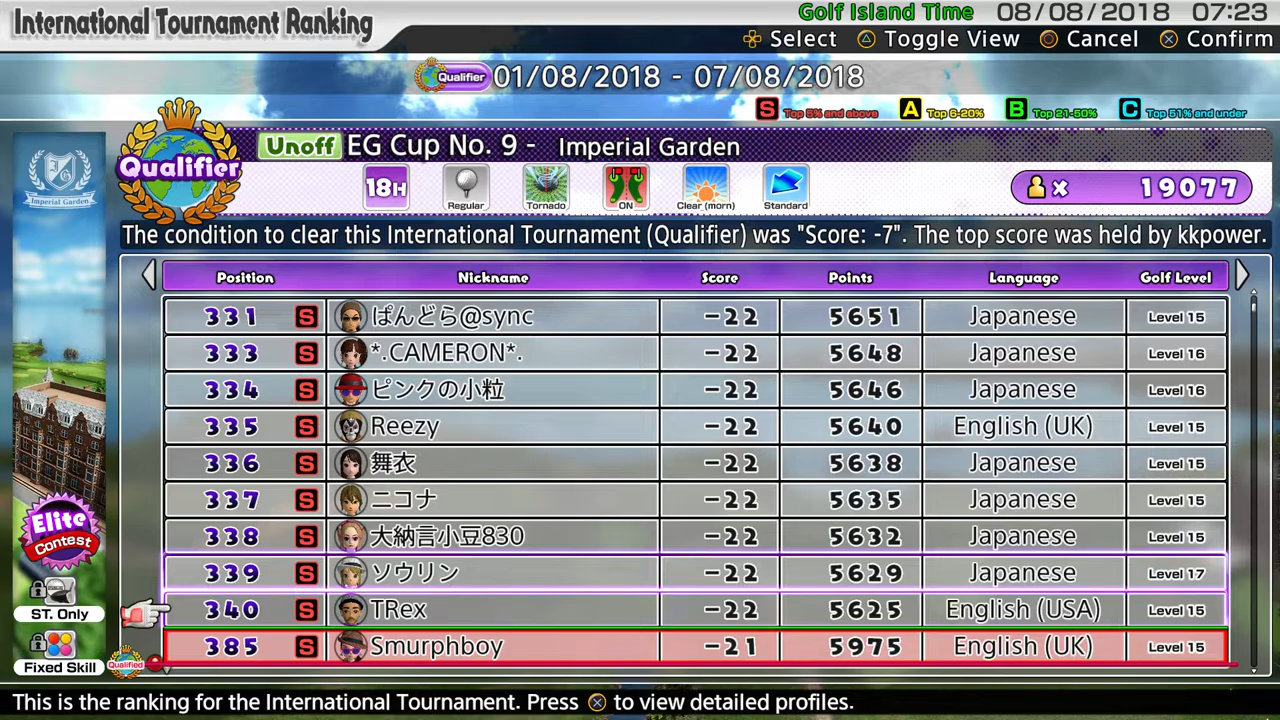 International Tournament Ranking
Golf Island Time 08/08/2018 07:23
Select Toggle View Cancel Confirm
Qualifier 01/08/2018 - 07/08/2018
S Top 5% and above A Top 6-20% B Top 21-50% C Top 51% and under
Imperial Garden
Qualifier
Unoff EG Cup No. 9 - Imperial Garden
18H Regular Tornado ON Clear (morn) Standard x 19077
The condition to clear this International Tournament (Qualifier) was "Score: -7". The top score was held by kkpower.
Position Nickname Score Points Language Golf Level
331 S ぱんどら@sync -22 5651 Japanese Level 15
333 S *.CAMERON*. -22 5648 Japanese Level 16
334 S ピンクの小粒 -22 5646 Japanese Level 16
335 S Reezy -22 5640 English (UK) Level 15
336 S 舞衣 -22 5638 Japanese Level 15
337 S ニコナ -22 5635 Japanese Level 15
338 S 大納言小豆830 -22 5632 Japanese Level 15
339 S ソウリン -22 5629 Japanese Level 17
340 S TRex -22 5625 English (USA) Level 15
385 S Smurphboy -21 5975 English (UK) Level 15
Elite
Contest
ST. Only
Fixed Skill
Qualified
This is the ranking for the International Tournament. Press to view detailed profiles.